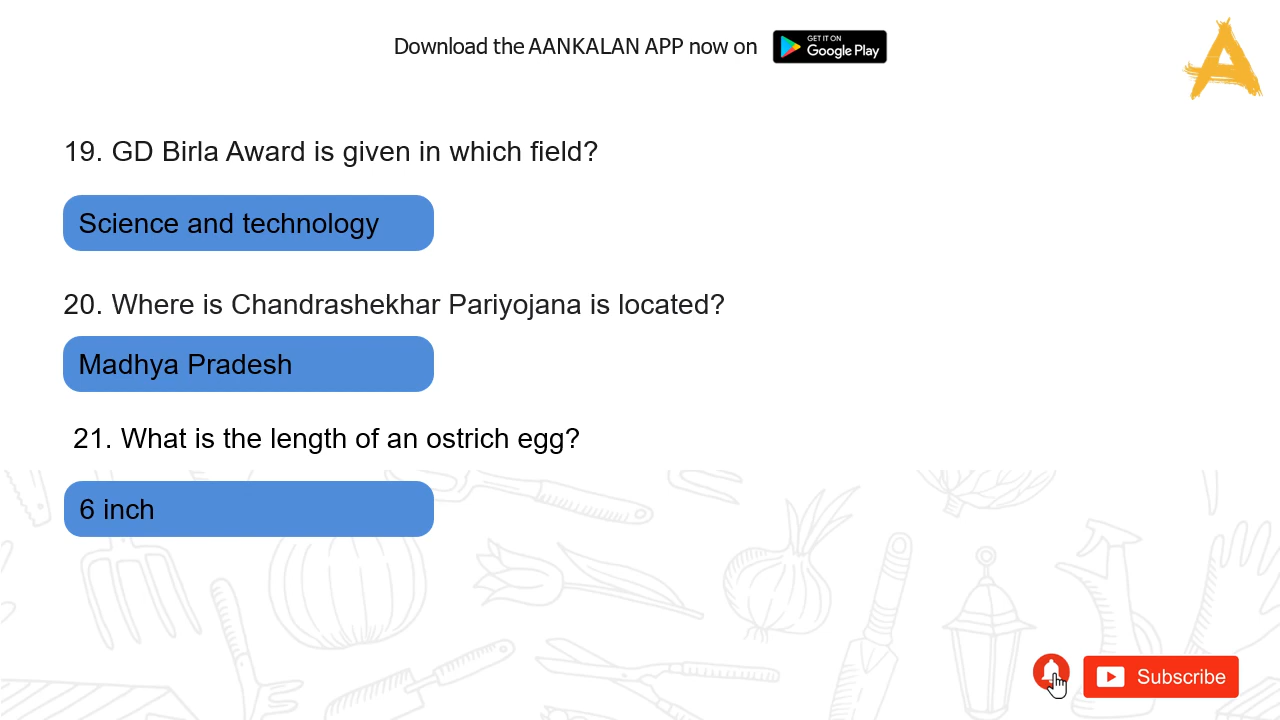 Download the AANKALAN APP now on
GET IT ON
Google Play
A
19. GD Birla Award is given in which field?
Science and technology
20. Where is Chandrashekhar Pariyojana is located?
Madhya Pradesh
21. What is the length of an ostrich egg?
6 inch
Subscribe